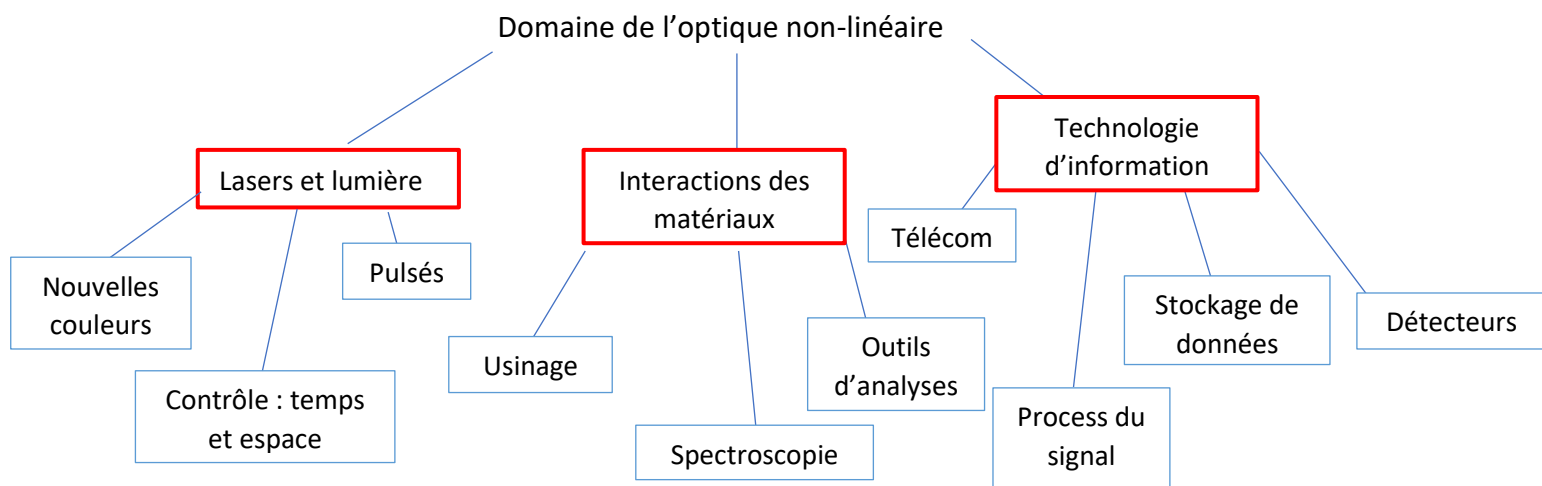 Domaine de l’optique non-linéaire
Lasers et lumière
Interactions des
matériaux
Technologie
d’information
Nouvelles
couleurs
Contrôle : temps
et espace
Pulsés
Usinage
Spectroscopie
Outils
d’analyses
Télécom
Process du
signal
Stockage de
données
Détecteurs